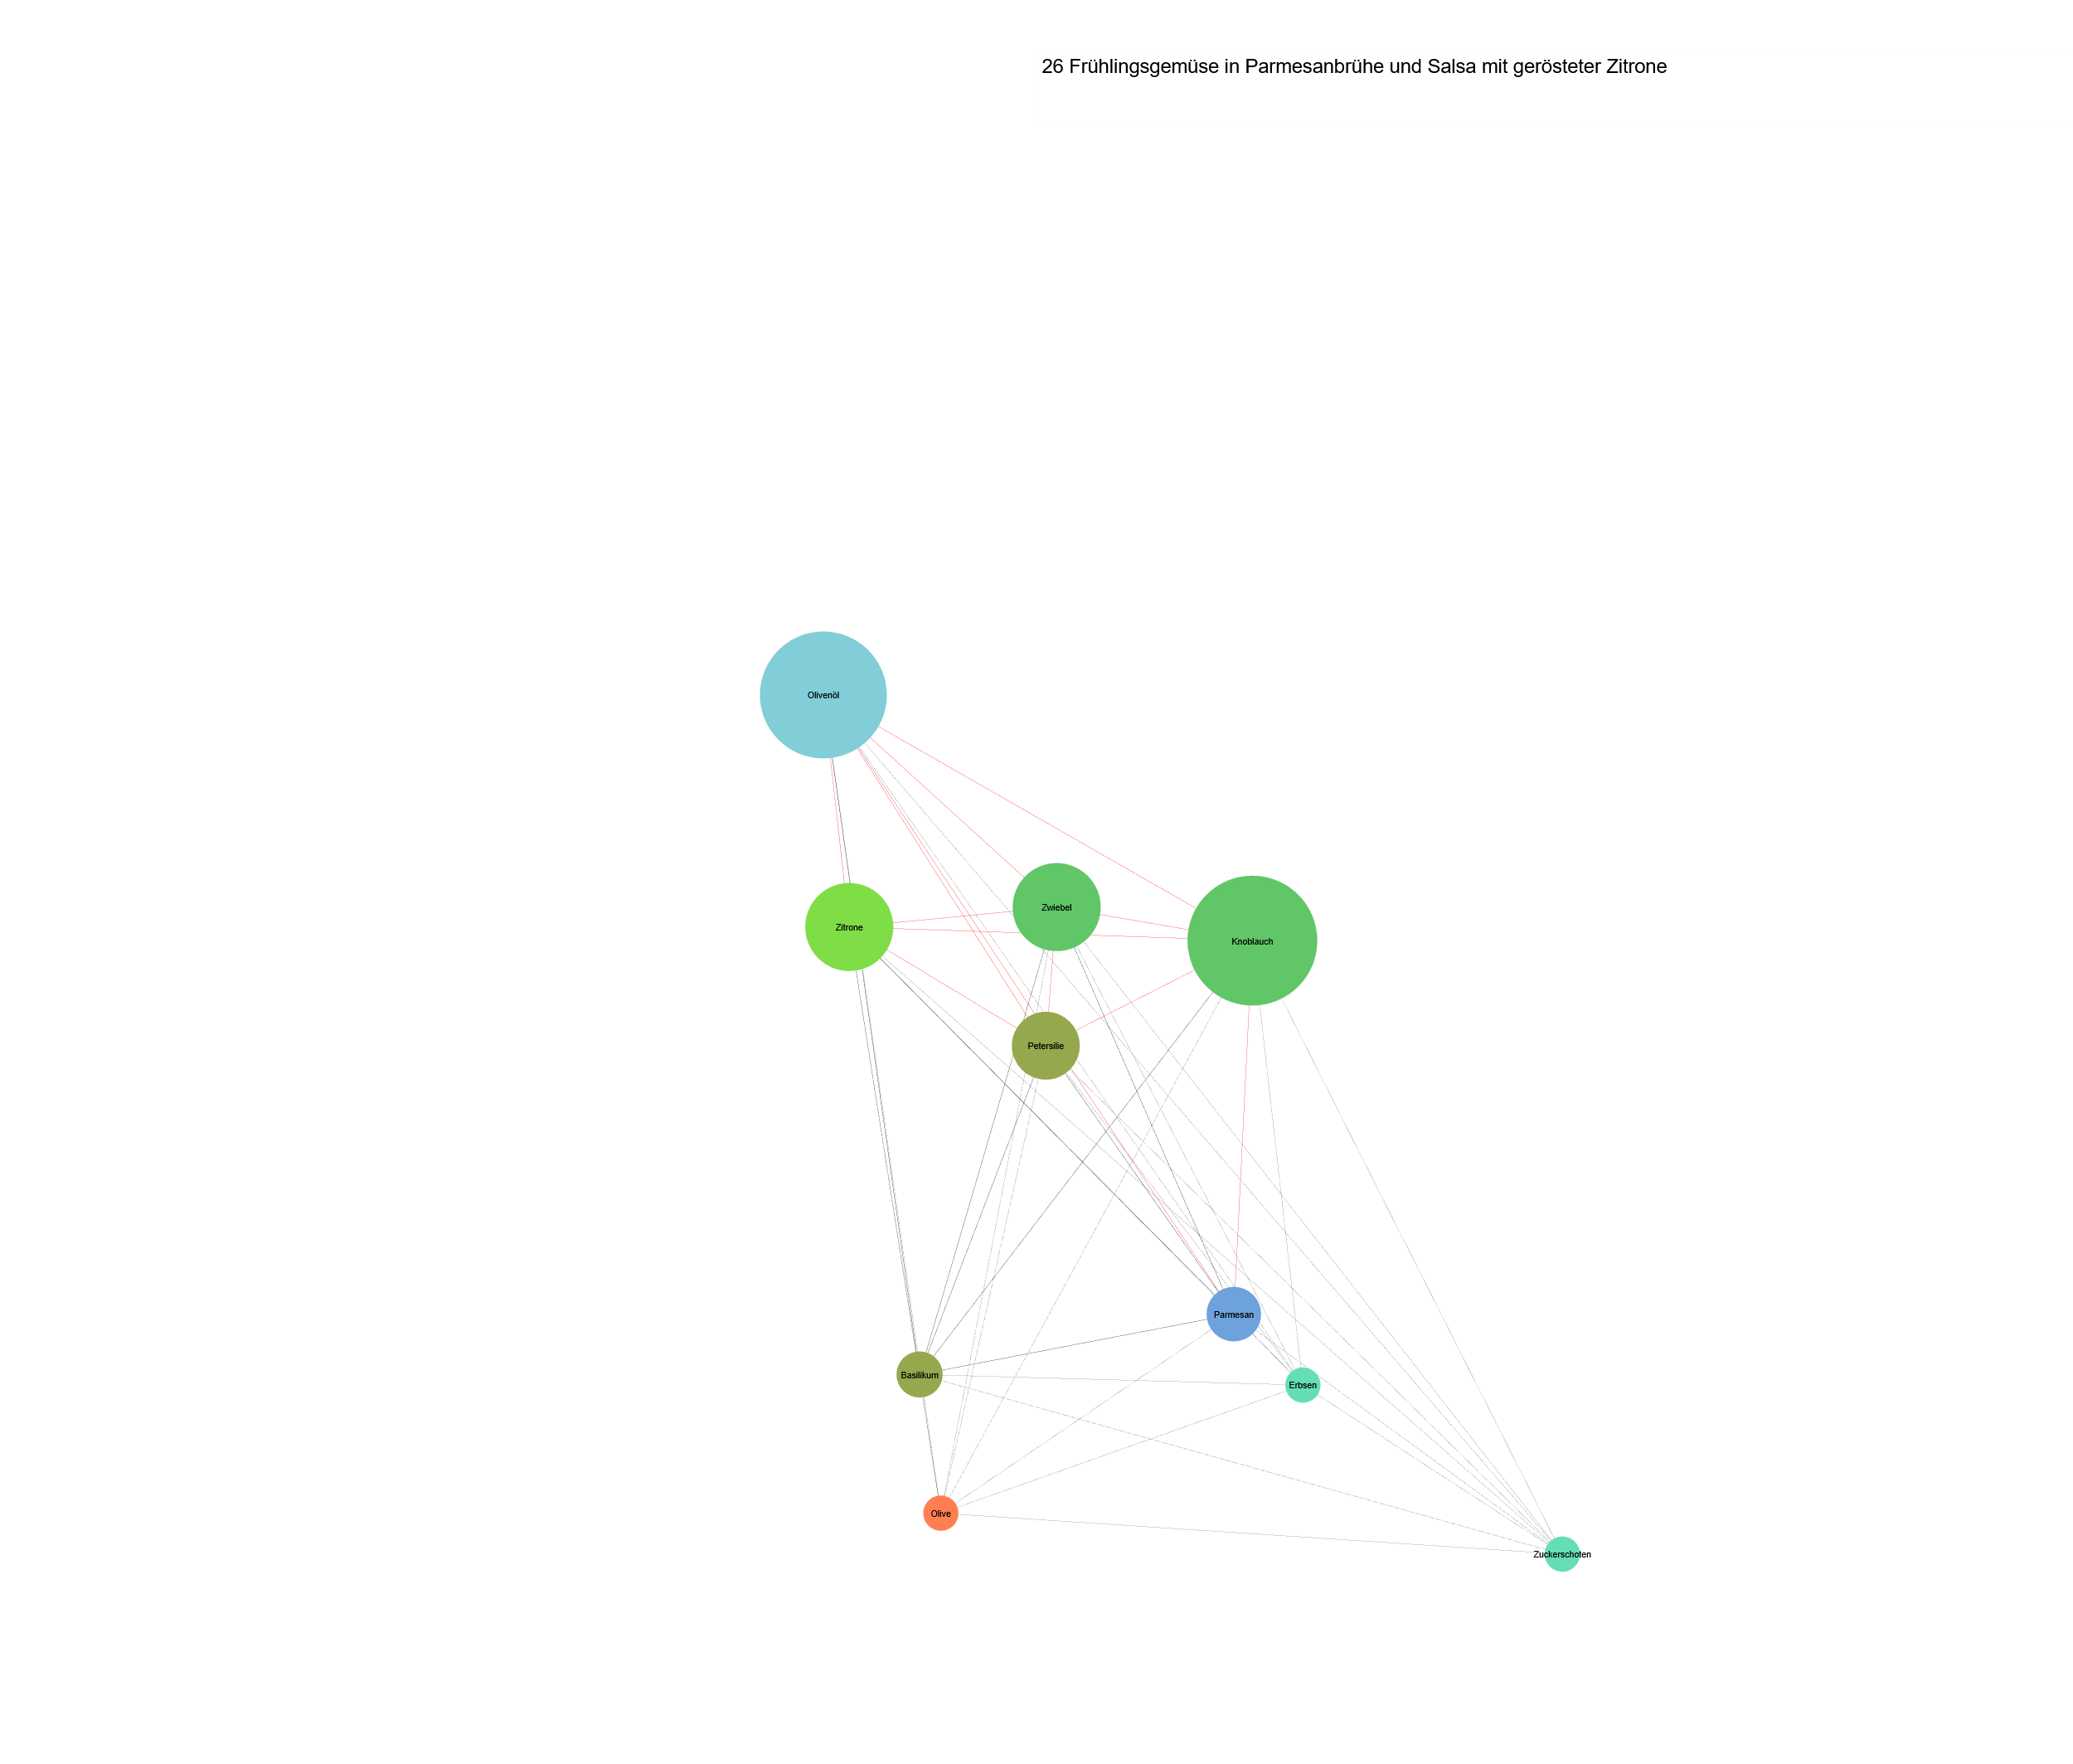 26 Frühlingsgemüse in Parmesanbrühe und Salsa mit gerösteter Zitrone
Olivenöl
Zwiebel
Zitrone
Knoblauch
Petersilie
Parmesan
Basilikum
Erbsen
Olive
Zuckerschoten